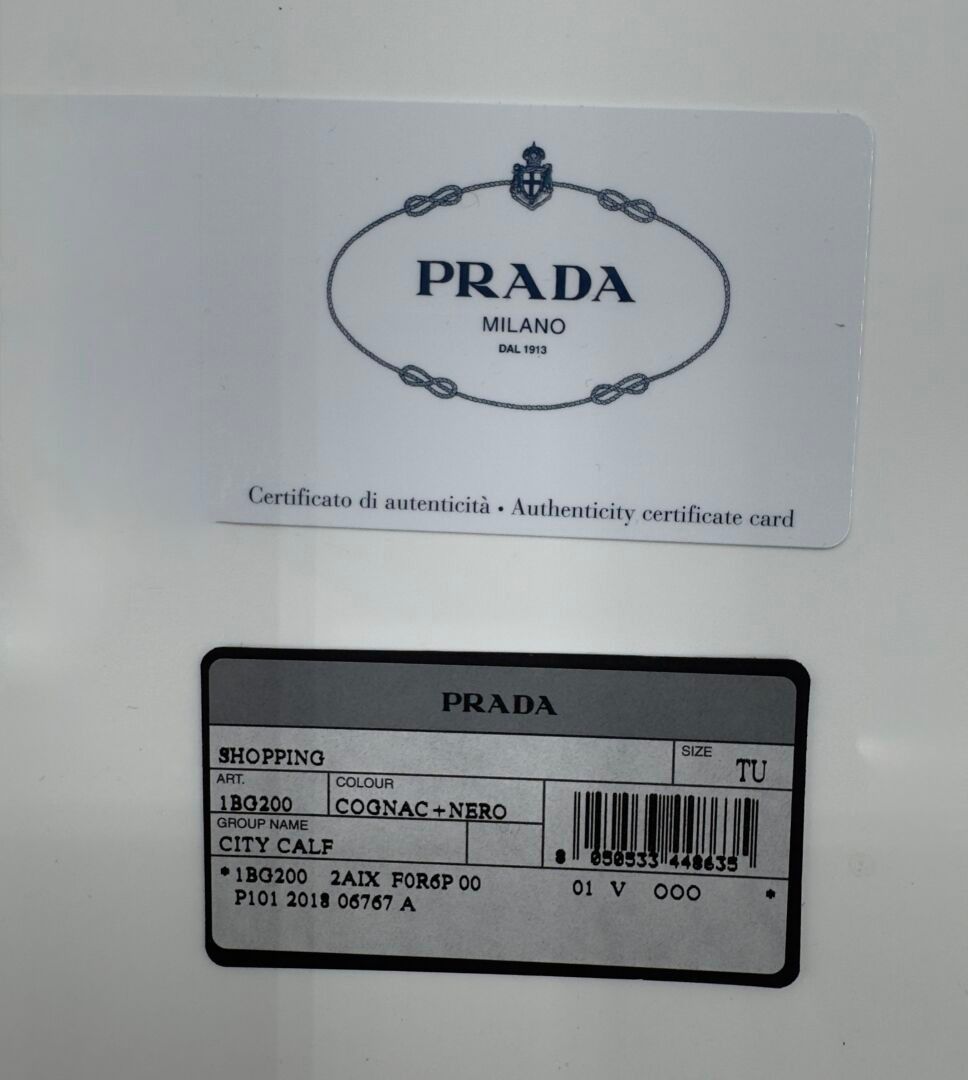 PRADA
MILANO
DAL 1913
Certificato di autenticità • Authenticity certificate card
PRADA
SHOPPING
SIZE TU
ART.
1BG200
COLOUR
COGNAC+NERO
GROUP NAME
CITY CALF
8 050533 448635
*1BG200 2AIX F0R6P 00
P101 2018 06767 A
01 V OOO *